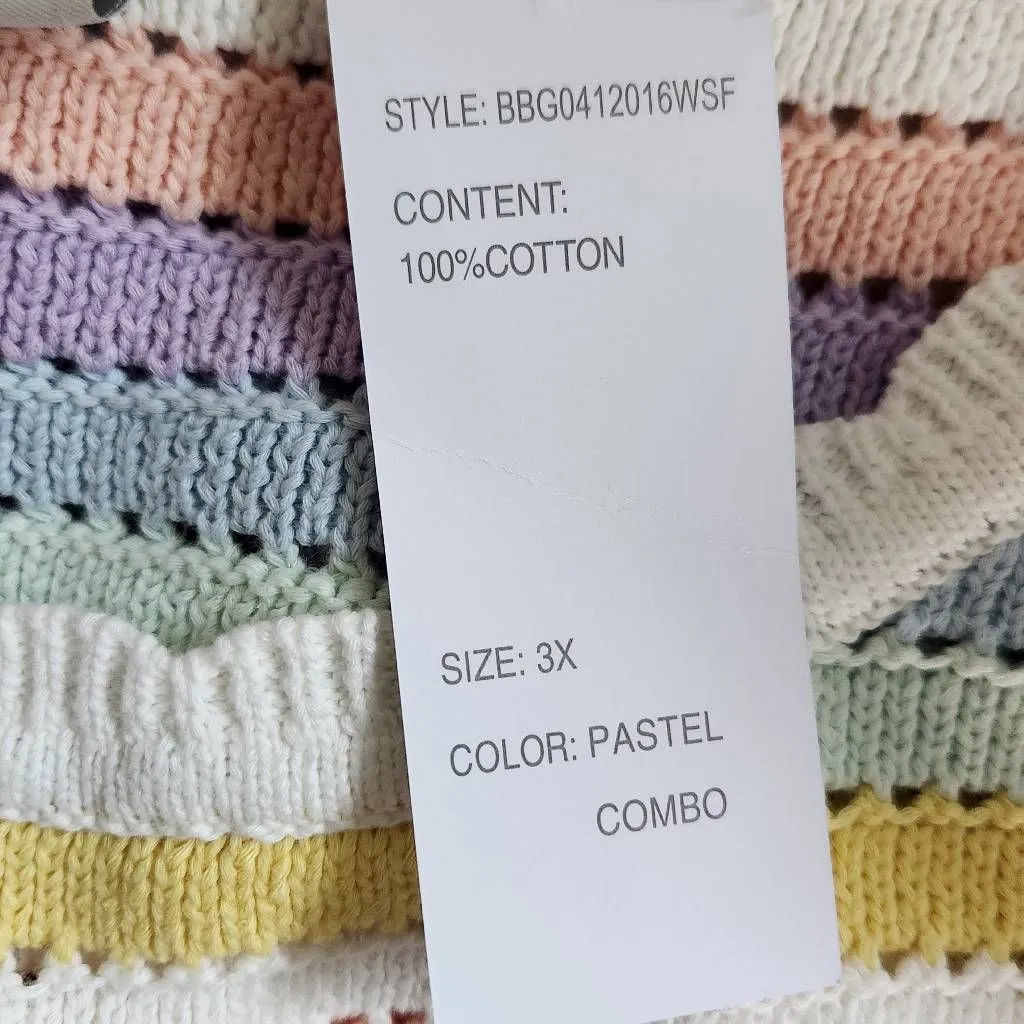 STYLE: BBG0412016WSF
CONTENT:
100%COTTON
SIZE: 3X
COLOR: PASTEL
COMBO